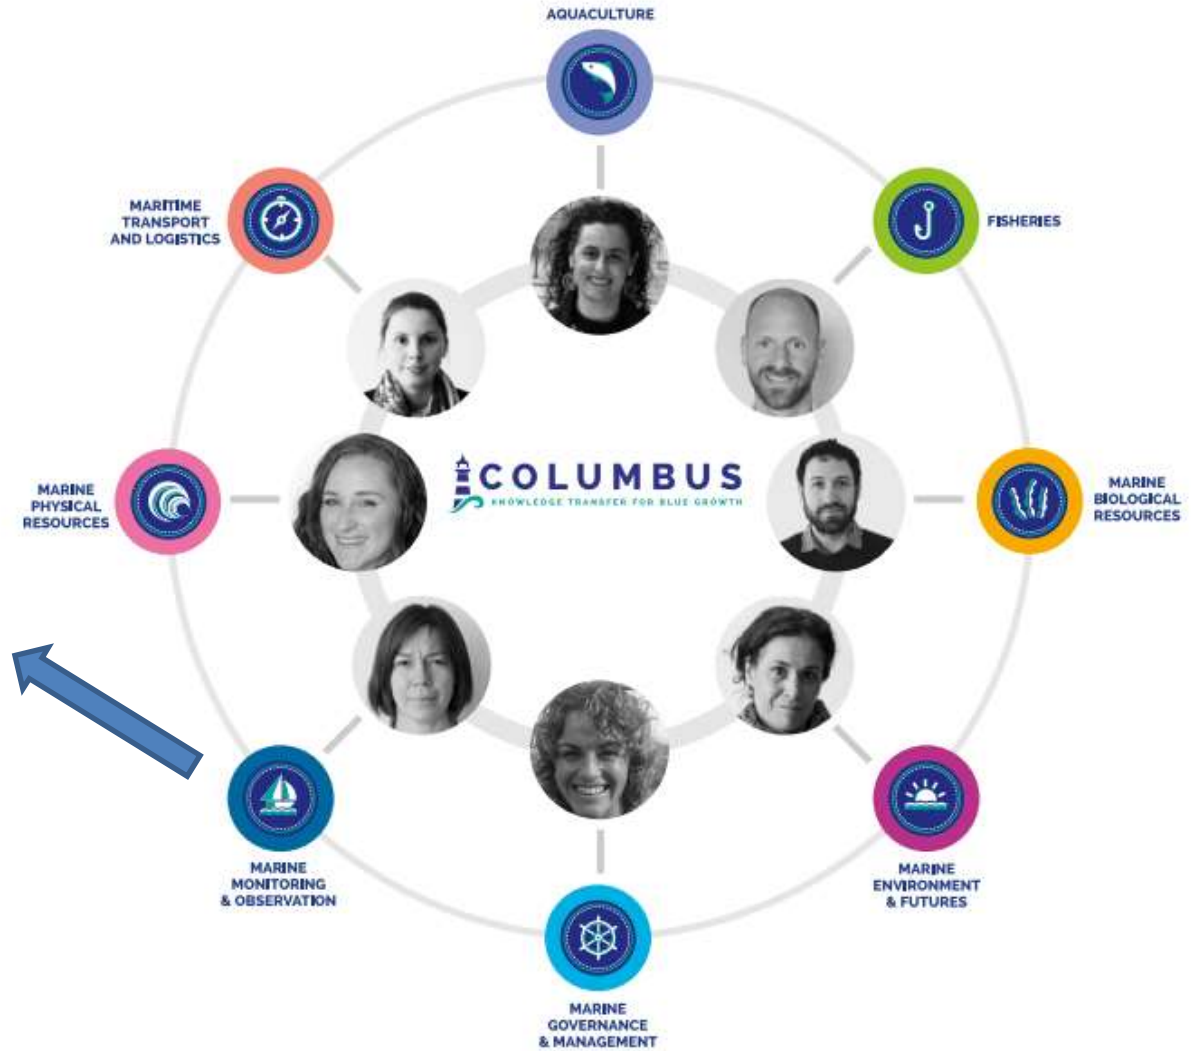 AQUACULTURE
MARITIME
TRANSPORT
AND LOGISTICS
FISHERIES
COLUMBUS
KNOWLEDGE TRANSFER FOR BLUE GROWTH
MARINE
PHYSICAL
RESOURCES
MARINE
BIOLOGICAL
RESOURCES
MARINE
MONITORING
& OBSERVATION
MARINE
ENVIRONMENT
& FUTURES
MARINE
GOVERNANCE
& MANAGEMENT